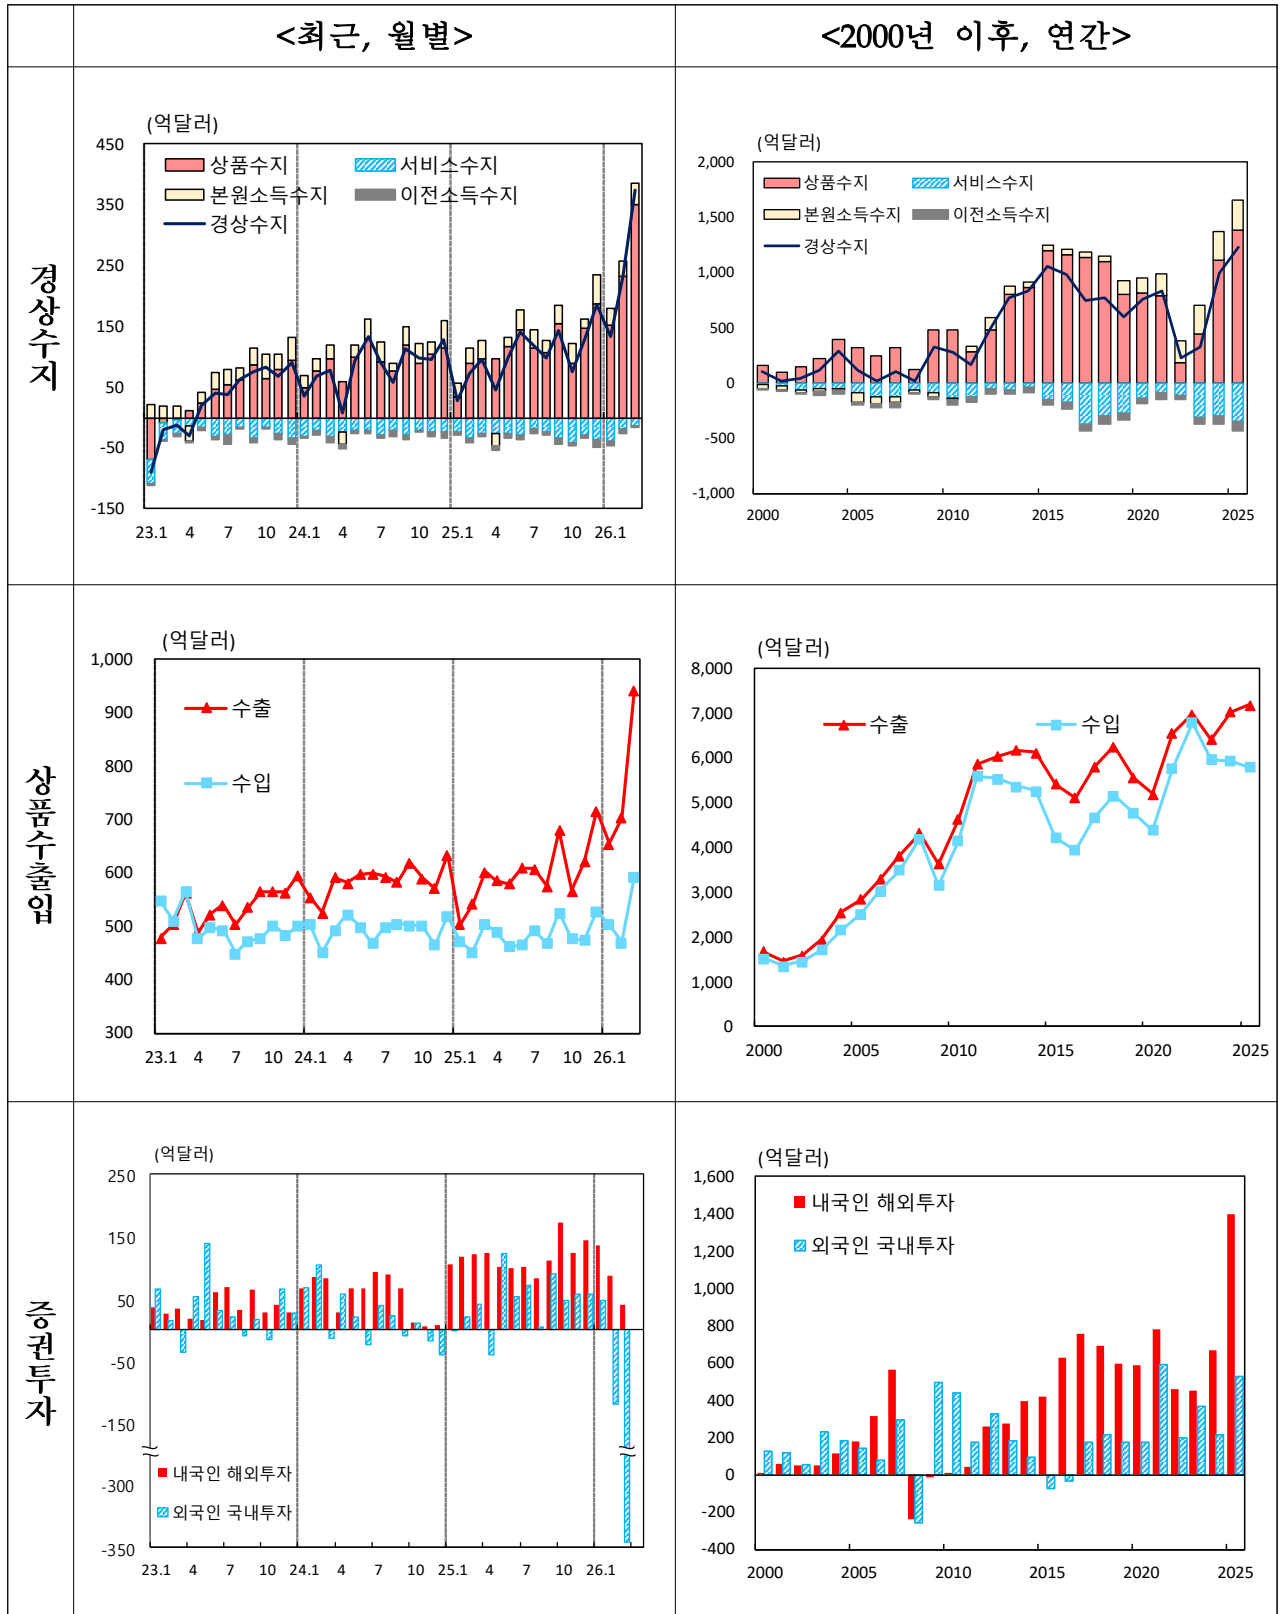 <최근, 월별>
<2000년 이후, 연간>
경상수지
(억달러)
450
350
250
150
50
-50
-150
상품수지
서비스수지
본원소득수지
이전소득수지
경상수지
23.1 4 7 10 24.1 4 7 10 25.1 4 7 10 26.1
(억달러)
2,000
1,500
1,000
500
0
-500
-1,000
상품수지
서비스수지
본원소득수지
이전소득수지
경상수지
2000 2005 2010 2015 2020 2025
상품수출입
(억달러)
1,000
900
800
700
600
500
400
300
수출
수입
23.1 4 7 10 24.1 4 7 10 25.1 4 7 10 26.1
(억달러)
8,000
7,000
6,000
5,000
4,000
3,000
2,000
1,000
0
수출
수입
2000 2005 2010 2015 2020 2025
증권투자
(억달러)
250
150
50
-50
-150
-300
-350
내국인 해외투자
외국인 국내투자
23.1 4 7 10 24.1 4 7 10 25.1 4 7 10 26.1
(억달러)
1,600
1,400
1,200
1,000
800
600
400
200
0
-200
-400
내국인 해외투자
외국인 국내투자
2000 2005 2010 2015 2020 2025